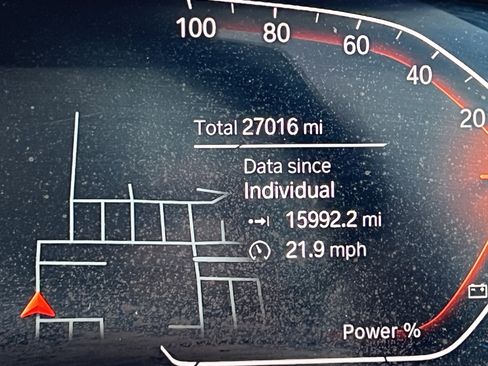 100
80
60
40
20
Total 27016 mi
Data since
Individual
15992.2 mi
21.9 mph
Power %